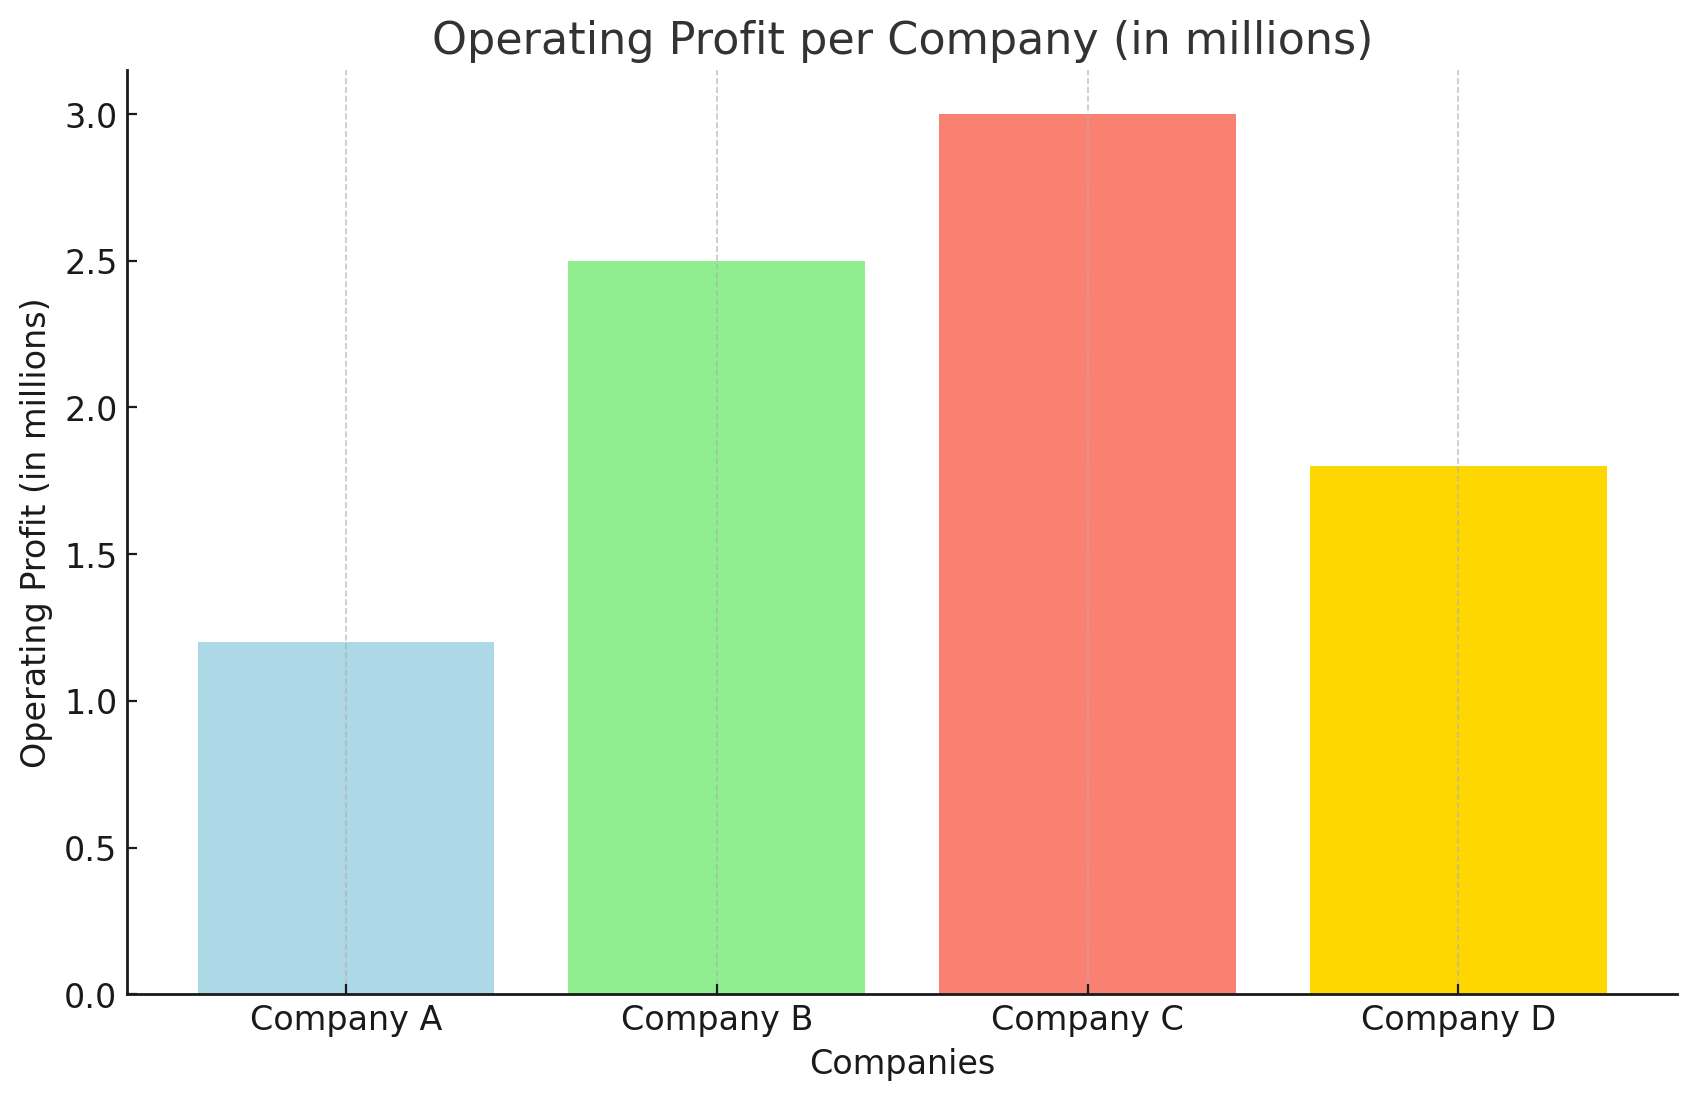 Operating Profit per Company (in millions)
Operating Profit (in millions)
3.0
2.5
2.0
1.5
1.0
0.5
0.0
Company A
Company B
Company C
Company D
Companies